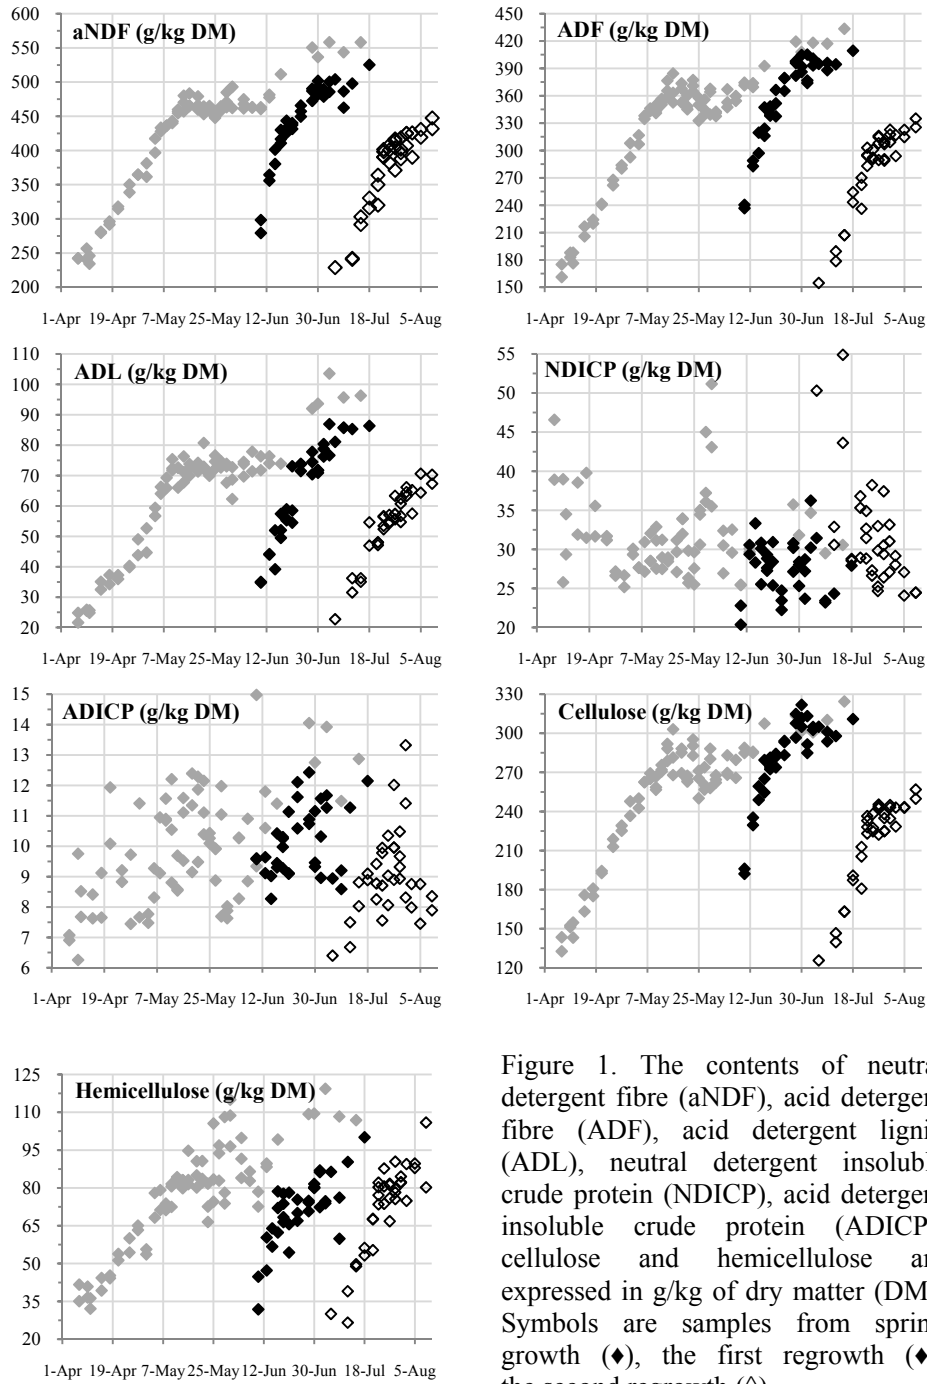 aNDF (g/kg DM)
600
550
500
450
400
350
300
250
200
1-Apr 19-Apr 7-May 25-May 12-Jun 30-Jun 18-Jul 5-Aug
ADF (g/kg DM)
450
420
390
360
330
300
270
240
210
180
150
1-Apr 19-Apr 7-May 25-May 12-Jun 30-Jun 18-Jul 5-Aug
ADL (g/kg DM)
110
100
90
80
70
60
50
40
30
20
1-Apr 19-Apr 7-May 25-May 12-Jun 30-Jun 18-Jul 5-Aug
NDICP (g/kg DM)
55
50
45
40
35
30
25
20
1-Apr 19-Apr 7-May 25-May 12-Jun 30-Jun 18-Jul 5-Aug
ADICP (g/kg DM)
15
14
13
12
11
10
9
8
7
6
1-Apr 19-Apr 7-May 25-May 12-Jun 30-Jun 18-Jul 5-Aug
Cellulose (g/kg DM)
330
300
270
240
210
180
150
120
1-Apr 19-Apr 7-May 25-May 12-Jun 30-Jun 18-Jul 5-Aug
Hemicellulose (g/kg DM)
125
110
95
80
65
50
35
20
1-Apr 19-Apr 7-May 25-May 12-Jun 30-Jun 18-Jul 5-Aug
Figure 1. The contents of neutra
detergent fibre (aNDF), acid detergen
fibre (ADF), acid detergent ligni
(ADL), neutral detergent insolubl
crude protein (NDICP), acid detergen
insoluble crude protein (ADICP
cellulose and hemicellulose ar
expressed in g/kg of dry matter (DM
Symbols are samples from sprin
growth (♦), the first regrowth (♦
the second regrowth (◊)